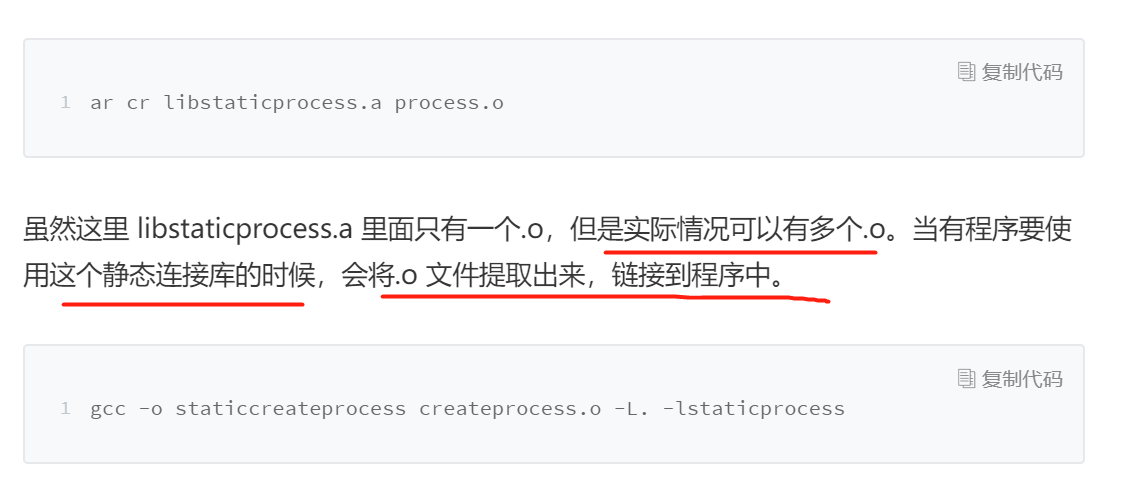 复制代码
1 ar cr libstaticprocess.a process.o
虽然这里 libstaticprocess.a 里面只有一个.o，但是实际情况可以有多个.o。当有程序要使
用这个静态连接库的时候，会将.o 文件提取出来，链接到程序中。
复制代码
1 gcc -o staticcreateprocess createprocess.o -L. -lstaticprocess